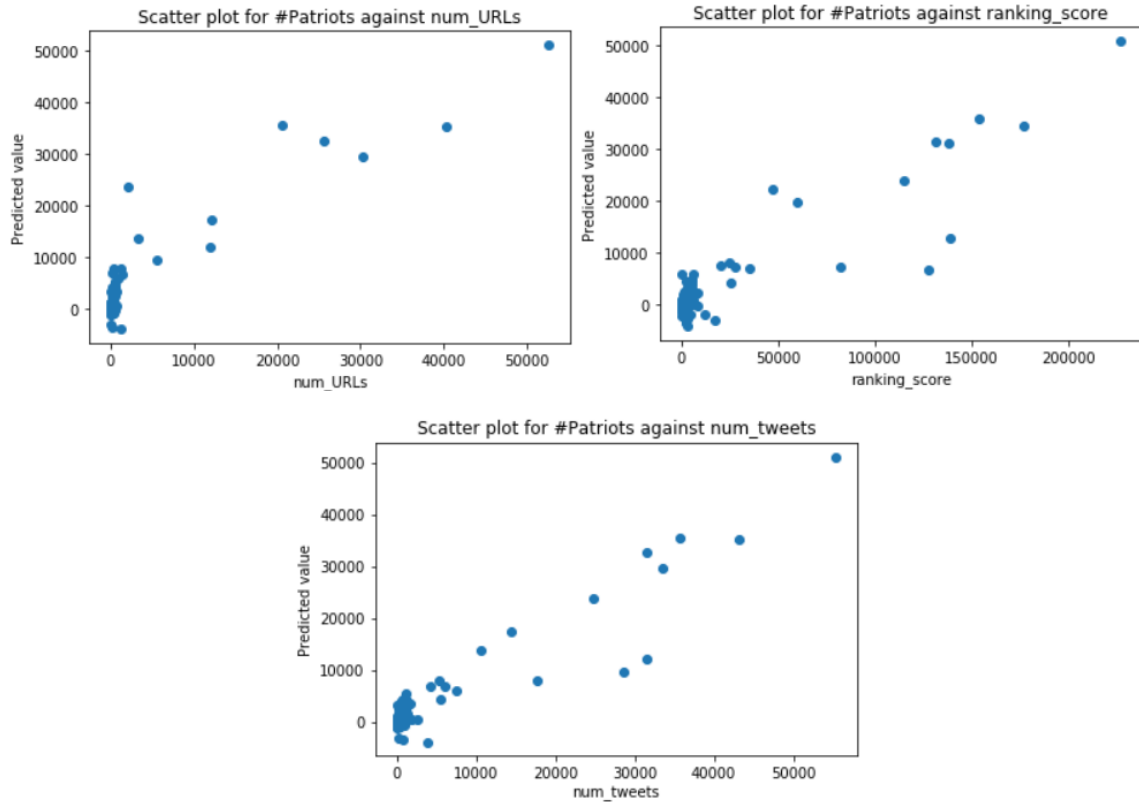 Scatter plot for #Patriots against num_URLs
50000
40000
30000
20000
10000
0
Predicted value
0 10000 20000 30000 40000 50000
num_URLs
Scatter plot for #Patriots against ranking_score
50000
40000
30000
20000
10000
0
Predicted value
0 50000 100000 150000 200000
ranking_score
Scatter plot for #Patriots against num_tweets
50000
40000
30000
20000
10000
0
Predicted value
0 10000 20000 30000 40000 50000
num_tweets